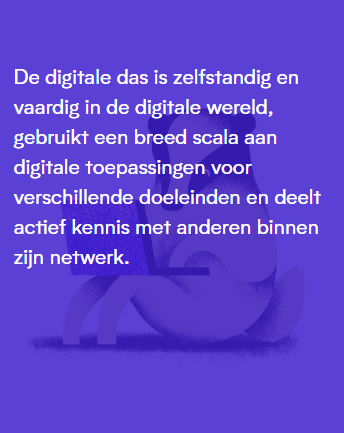 De digitale das is zelfstandig en
vaardig in de digitale wereld,
gebruikt een breed scala aan
digitale toepassingen voor
verschillende doeleinden en deelt
actief kennis met anderen binnen
zijn netwerk.